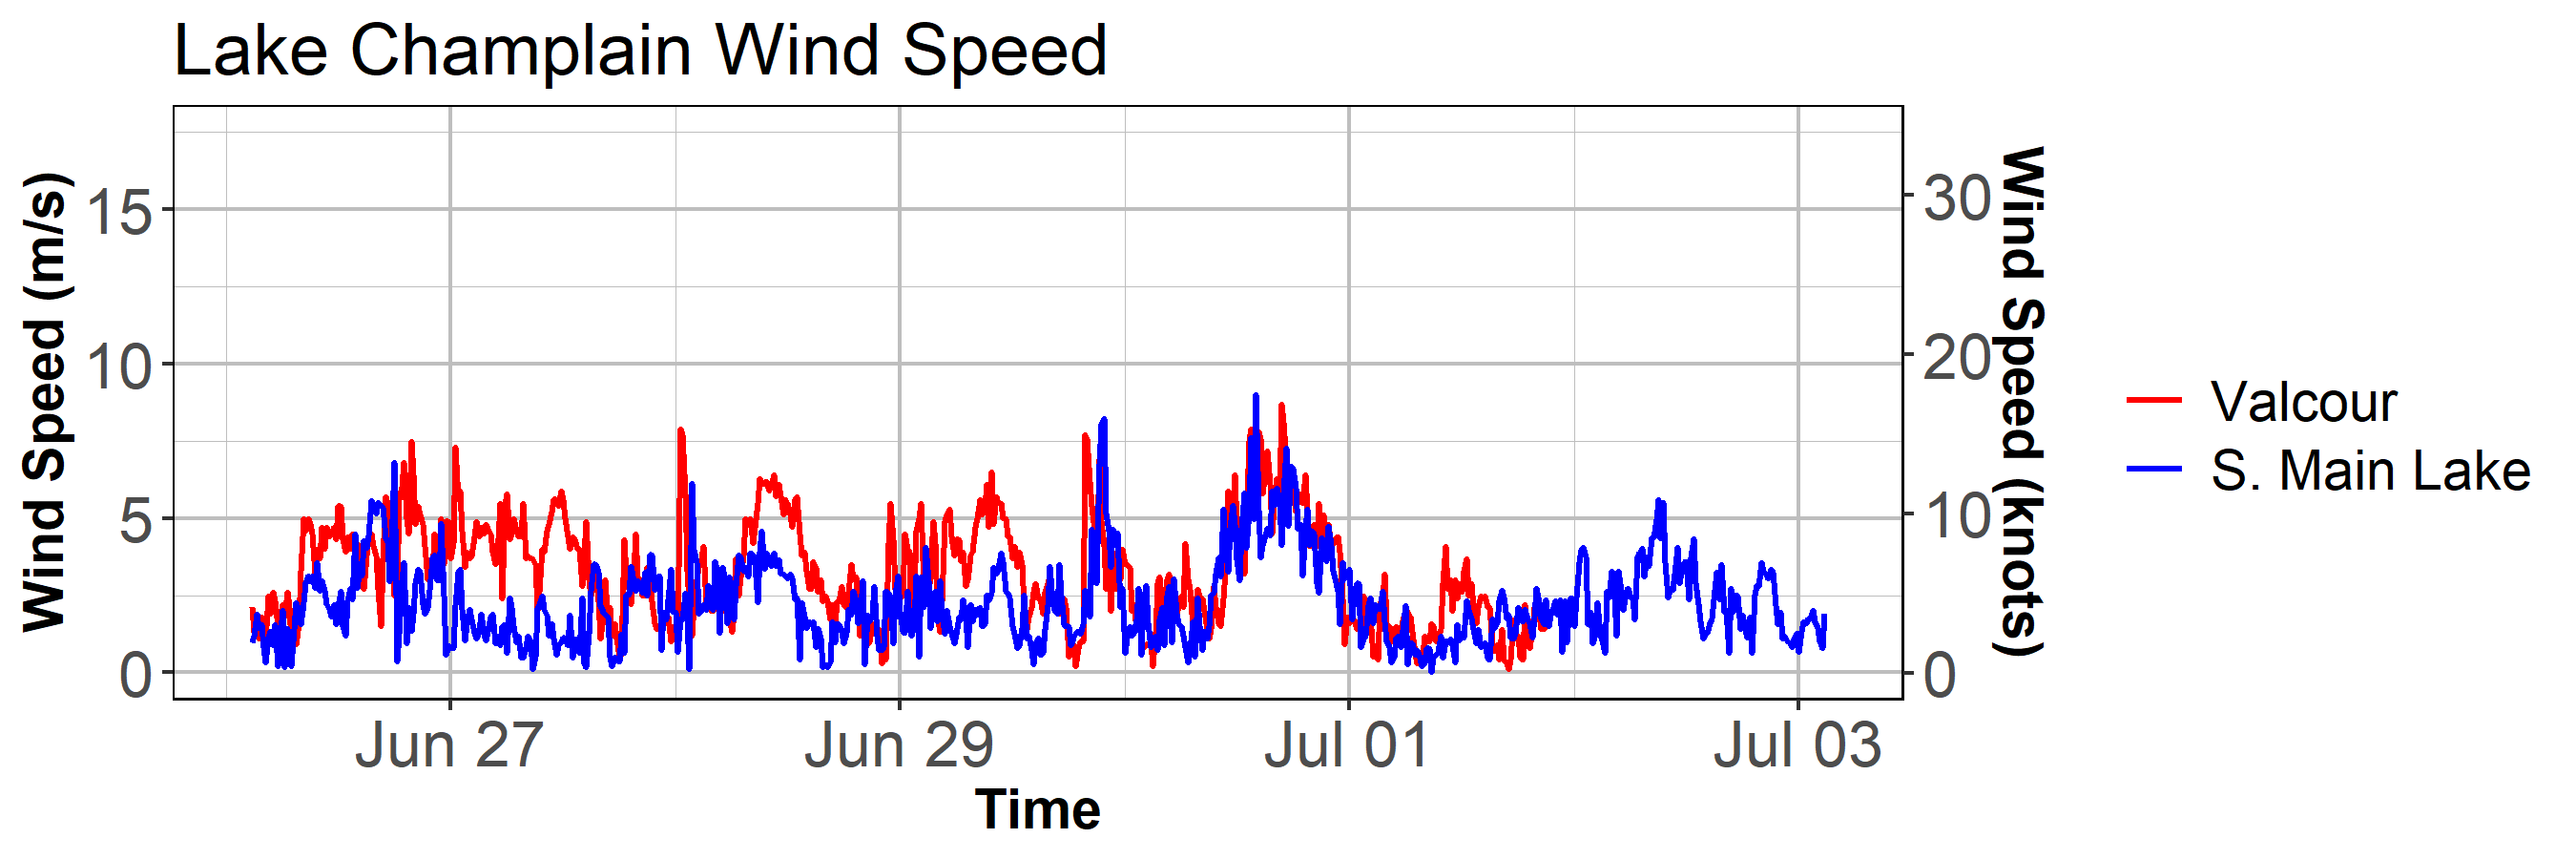 Lake Champlain Wind Speed
Wind Speed (m/s)
15
10
5
0
30
20
10
0
Wind Speed (knots)
Jun 27
Jun 29
Jul 01
Jul 03
Time
Valcour
S. Main Lake